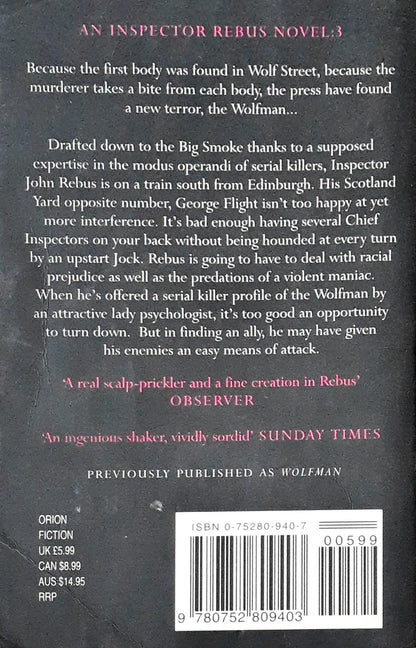 AN INSPECTOR REBUS NOVEL:3
Because the first body was found in Wolf Street, because the
murderer takes a bite from each body, the press have found
a new terror, the Wolfman...
Drafted down to the Big Smoke thanks to a supposed
expertise in the modus operandi of serial killers, Inspector
John Rebus is on a train south from Edinburgh. His Scotland
Yard opposite number, George Flight isn't too happy at yet
more interference. It's bad enough having several Chief
Inspectors on your back without being hounded at every turn
by an upstart Jock. Rebus is going to have to deal with racial
prejudice as well as the predations of a violent maniac.
When he's offered a serial killer profile of the Wolfman by
an attractive lady psychologist, it's too good an opportunity
to turn down. But in finding an ally, he may have given
his enemies an easy means of attack.
'A real scalp-prickler and a fine creation in Rebus'
OBSERVER
'An ingenious shaker, vividly sordid' SUNDAY TIMES
PREVIOUSLY PUBLISHED AS WOLFMAN
ORION
FICTION
UK £5.99
CAN $8.99
AUS $14.95
RRP
ISBN 0-75280-940-7
00599
9 780752 809403